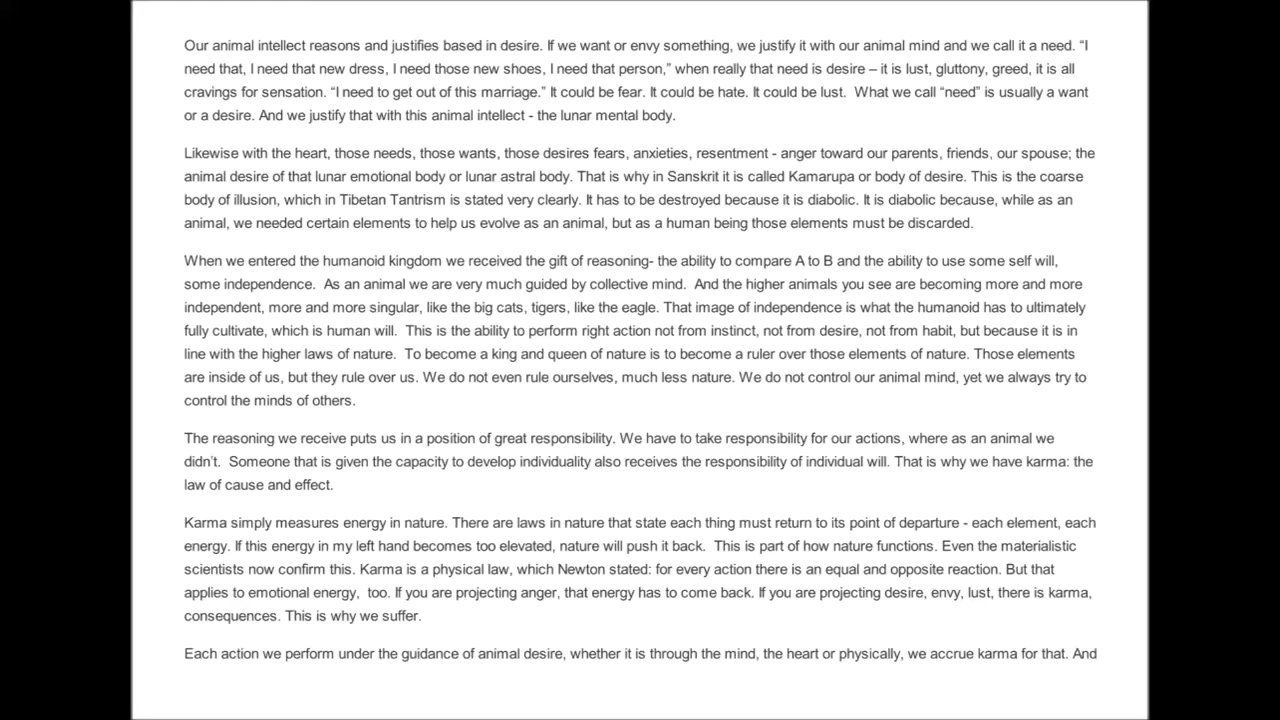 Our animal intellect reasons and justifies based in desire. If we want or envy something, we justify it with our animal mind and we call it a need. “I
need that, I need that new dress, I need those new shoes, I need that person,” when really that need is desire – it is lust, gluttony, greed, it is all
cravings for sensation. “I need to get out of this marriage.” It could be fear. It could be hate. It could be lust.  What we call “need” is usually a want
or a desire. And we justify that with this animal intellect - the lunar mental body.
Likewise with the heart, those needs, those wants, those desires fears, anxieties, resentment - anger toward our parents, friends, our spouse; the
animal desire of that lunar emotional body or lunar astral body. That is why in Sanskrit it is called Kamarupa or body of desire. This is the coarse
body of illusion, which in Tibetan Tantrism is stated very clearly. It has to be destroyed because it is diabolic. It is diabolic because, while as an
animal, we needed certain elements to help us evolve as an animal, but as a human being those elements must be discarded.
When we entered the humanoid kingdom we received the gift of reasoning- the ability to compare A to B and the ability to use some self will,
some independence.  As an animal we are very much guided by collective mind.  And the higher animals you see are becoming more and more
independent, more and more singular, like the big cats, tigers, like the eagle. That image of independence is what the humanoid has to ultimately
fully cultivate, which is human will.  This is the ability to perform right action not from instinct, not from desire, not from habit, but because it is in
line with the higher laws of nature.  To become a king and queen of nature is to become a ruler over those elements of nature. Those elements
are inside of us, but they rule over us. We do not even rule ourselves, much less nature. We do not control our animal mind, yet we always try to
control the minds of others.
The reasoning we receive puts us in a position of great responsibility. We have to take responsibility for our actions, where as an animal we
didn’t.  Someone that is given the capacity to develop individuality also receives the responsibility of individual will. That is why we have karma: the
law of cause and effect.
Karma simply measures energy in nature. There are laws in nature that state each thing must return to its point of departure - each element, each
energy. If this energy in my left hand becomes too elevated, nature will push it back.  This is part of how nature functions. Even the materialistic
scientists now confirm this. Karma is a physical law, which Newton stated: for every action there is an equal and opposite reaction. But that
applies to emotional energy,  too. If you are projecting anger, that energy has to come back. If you are projecting desire, envy, lust, there is karma,
consequences. This is why we suffer.
Each action we perform under the guidance of animal desire, whether it is through the mind, the heart or physically, we accrue karma for that. And